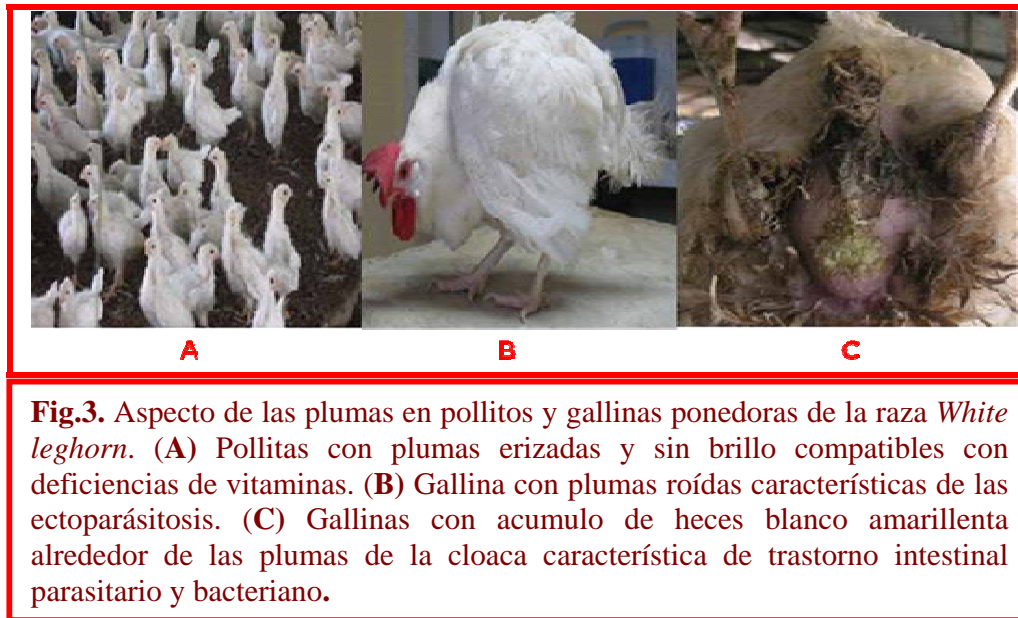 A B C
Fig.3. Aspecto de las plumas en pollitos y gallinas ponedoras de la raza White
leghorn. (A) Pollitas con plumas erizadas y sin brillo compatibles con
deficiencias de vitaminas. (B) Gallina con plumas roídas características de las
ectoparásitosis. (C) Gallinas con acumulo de heces blanco amarillenta
alrededor de las plumas de la cloaca característica de trastorno intestinal
parasitario y bacteriano.